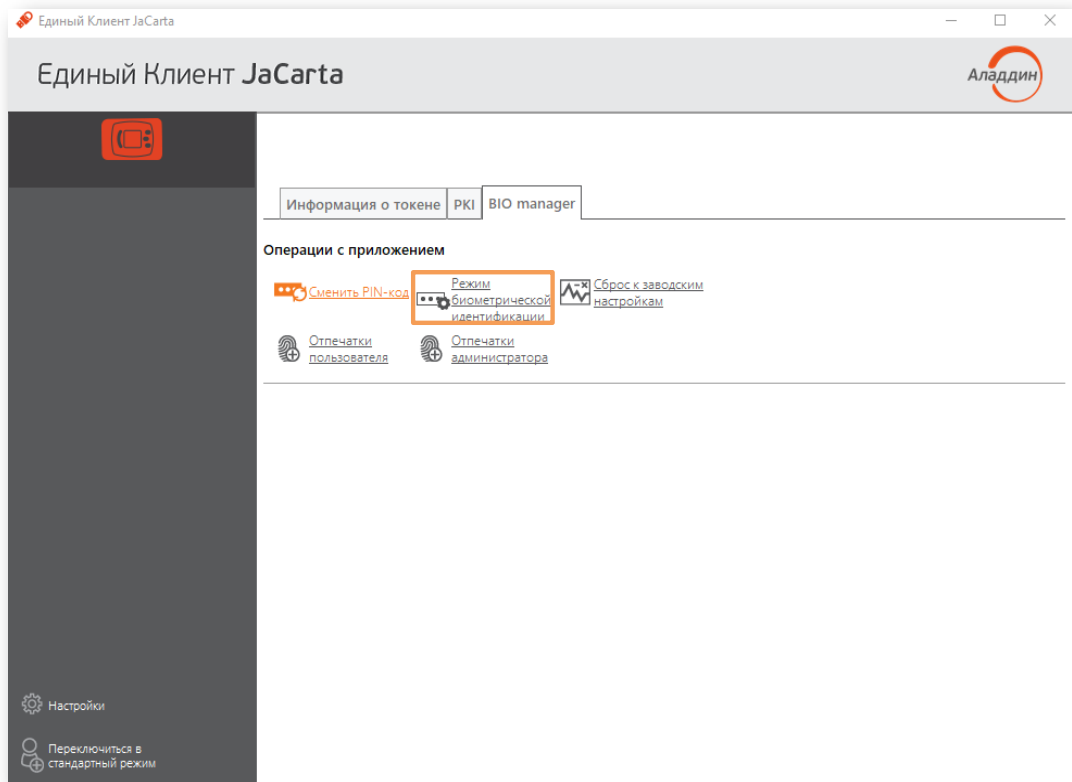 Единый Клиент JaCarta
Единый Клиент JaCarta
Аладдин
Информация о токене
PKI
BIO manager
Операции с приложением
Сменить PIN-код
Режим
биометрической
идентификации
Сброс к заводским
настройкам
Отпечатки
пользователя
Отпечатки
администратора
Настройки
Переключиться в
стандартный режим